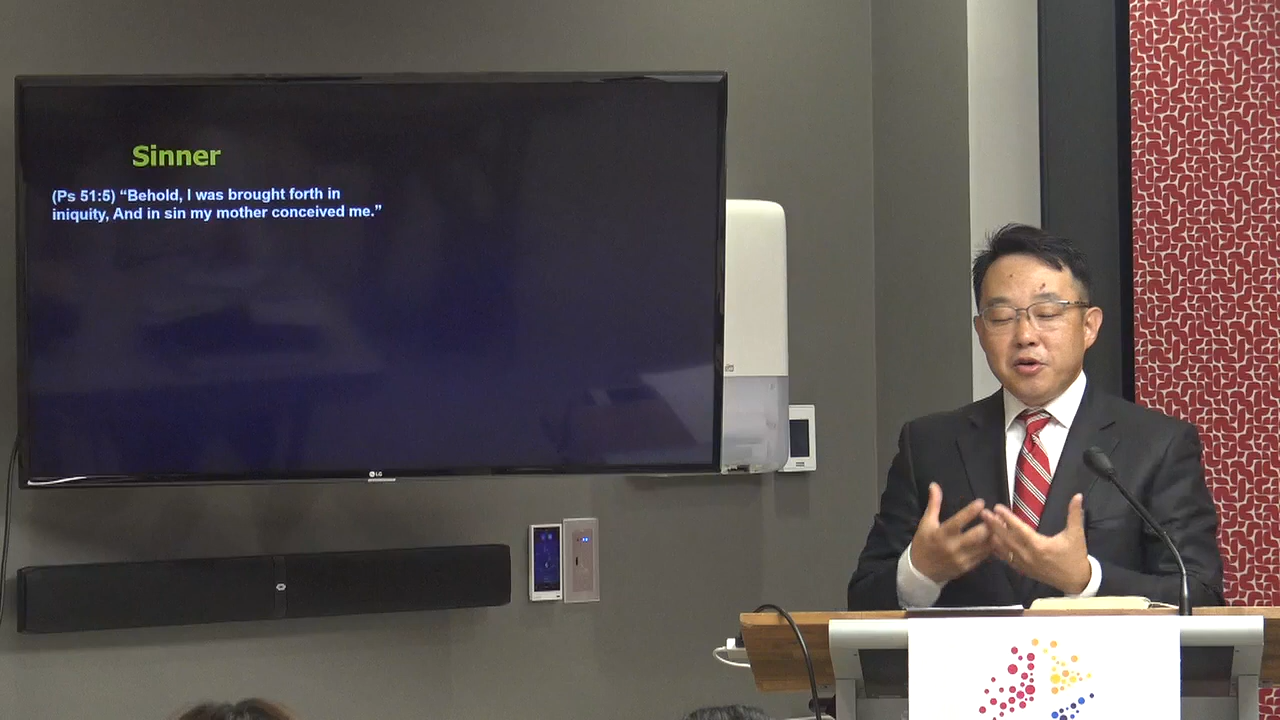 Sinner
(Ps 51:5) “Behold, I was brought forth in
iniquity, And in sin my mother conceived me.”
LG